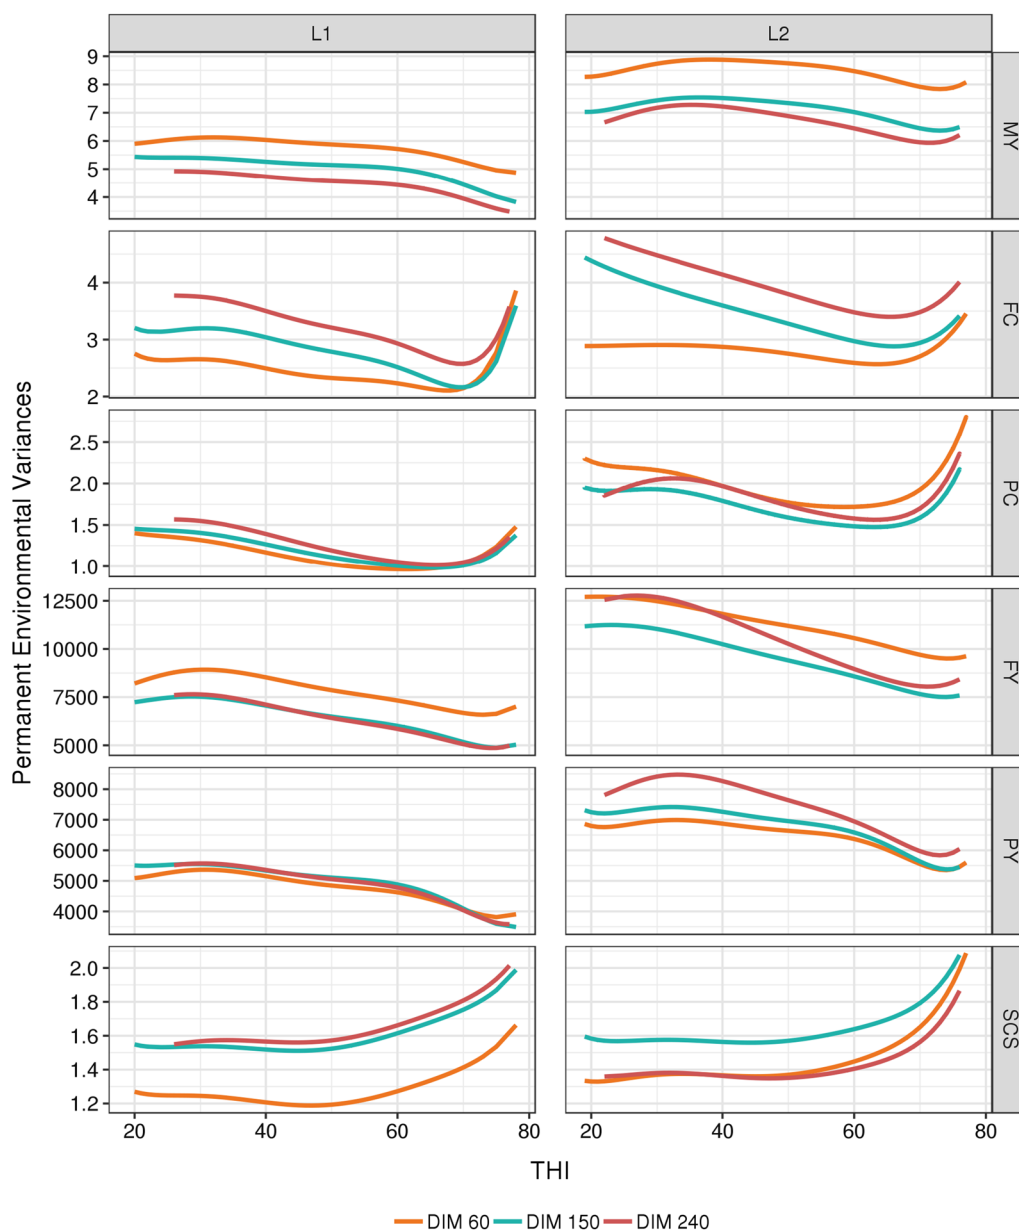 L1 L2
9
8
7
6
5
4
MY
4
3
2
FC
2.5
2.0
1.5
1.0
PC
12500
10000
7500
5000
FY
8000
7000
6000
5000
4000
PY
2.0
1.8
1.6
1.4
1.2
SCS
Permanent Environmental Variances
20 40 60 80 20 40 60 80
THI
DIM 60 DIM 150 DIM 240